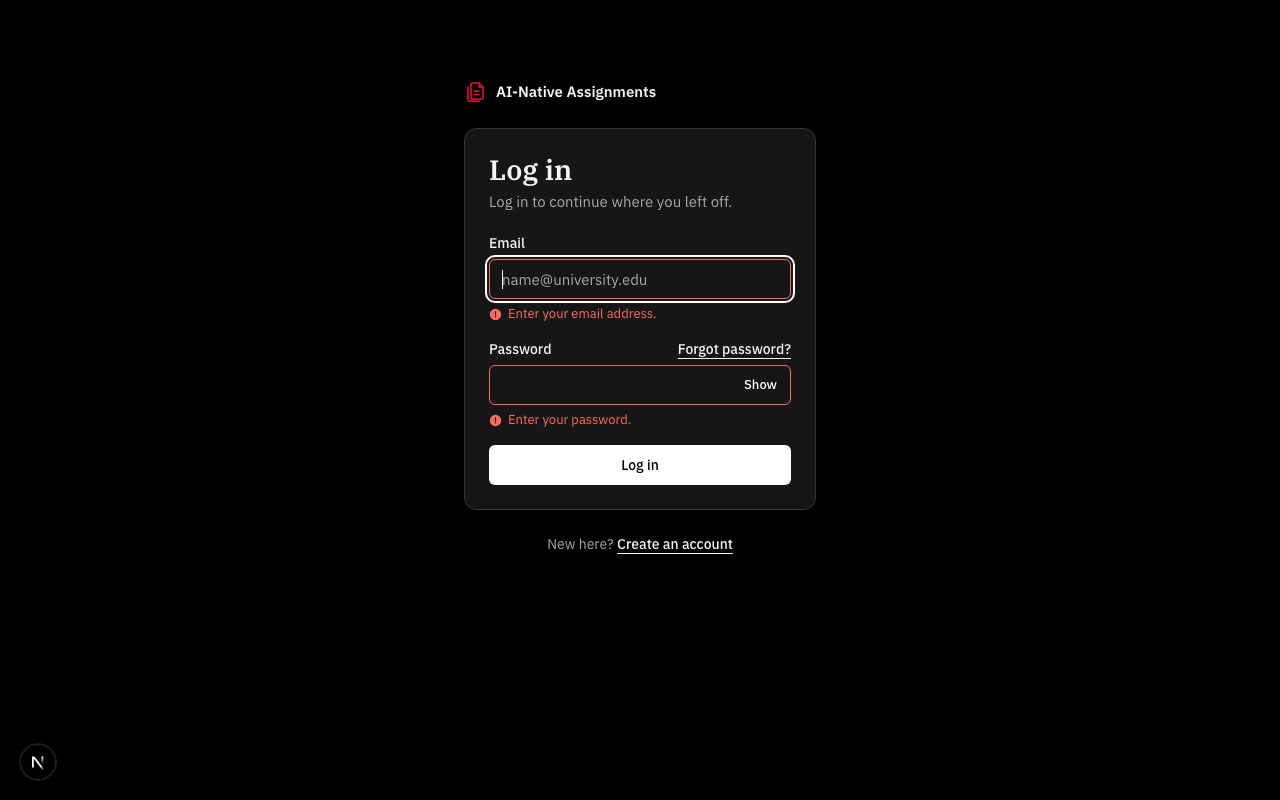 AI-Native Assignments
Log in
Log in to continue where you left off.
Email
name@university.edu
Enter your email address.
Password Forgot password?
Show
Enter your password.
Log in
New here? Create an account
N